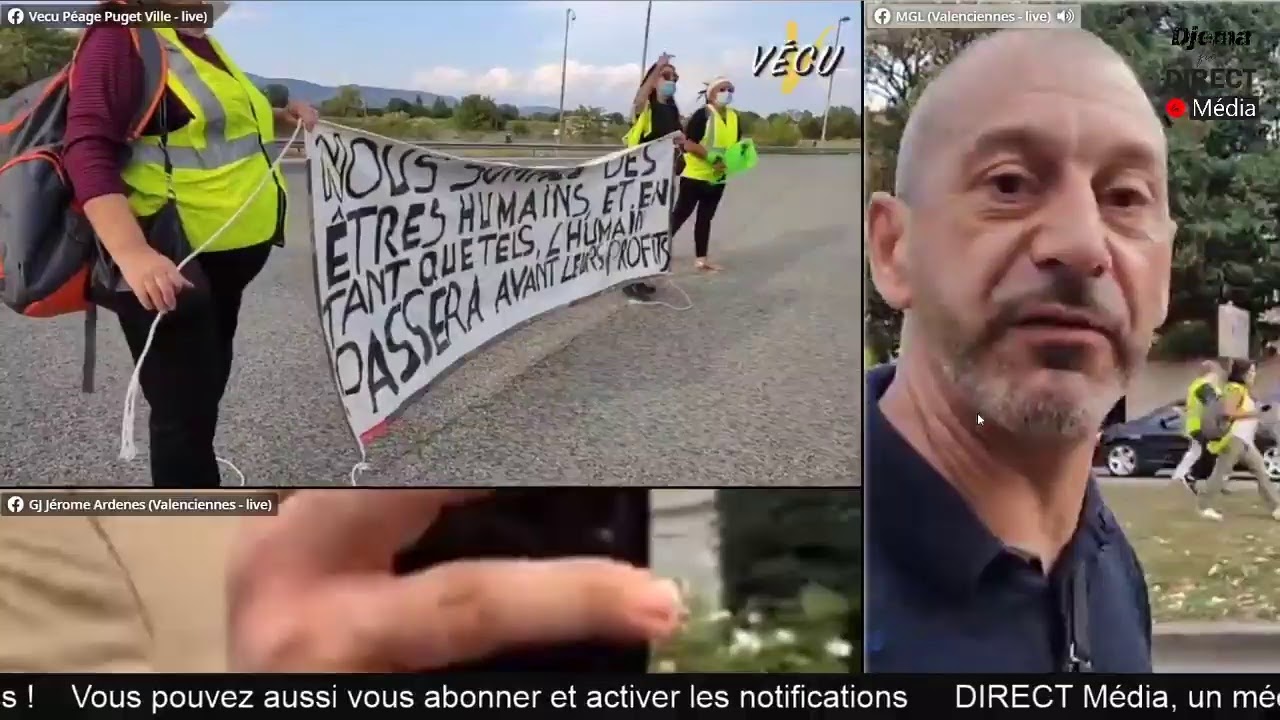 Vecu Péage Puget Ville - live)
VÉCU
MGL (Valenciennes - live)
Djema
DIRECT
Média
NOUS SOMMES DES
ÊTRES HUMAINS, ET, EN
TANT QUE TELS, L'HUMAIN
PASSERA AVANT LEURS PROFITS
GJ Jérome Ardenes (Valenciennes - live)
s ! Vous pouvez aussi vous abonner et activer les notifications DIRECT Média, un mé